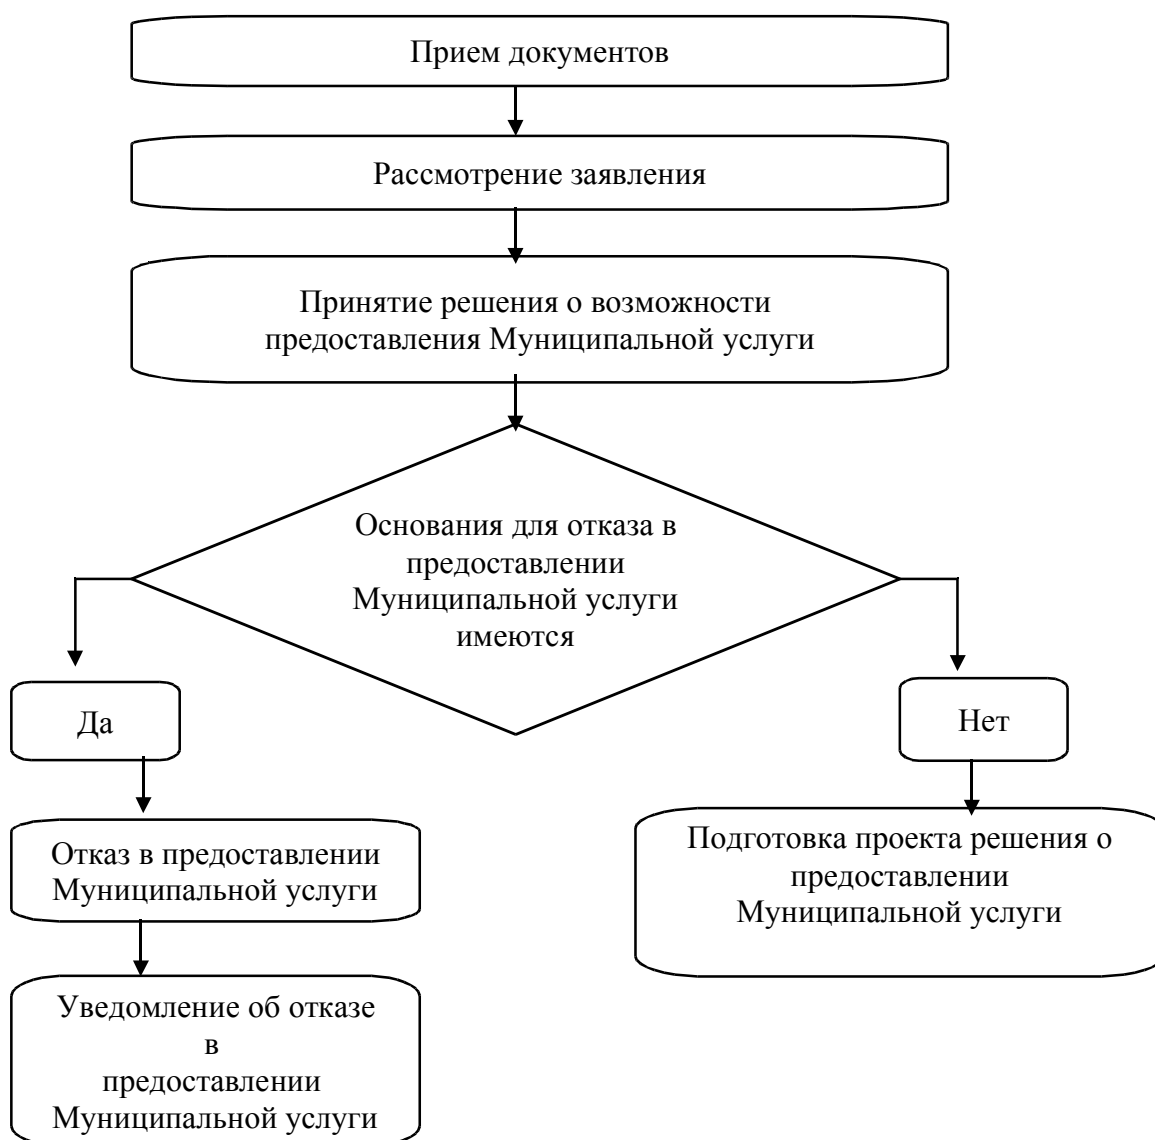 Прием документов
Рассмотрение заявления
Принятие решения о возможности
предоставления Муниципальной услуги
Основания для отказа в
предоставлении
Муниципальной услуги
имеются
Да
Нет
Отказ в предоставлении
Муниципальной услуги
Подготовка проекта решения о
предоставлении
Муниципальной услуги
Уведомление об отказе
в
предоставлении
Муниципальной услуги